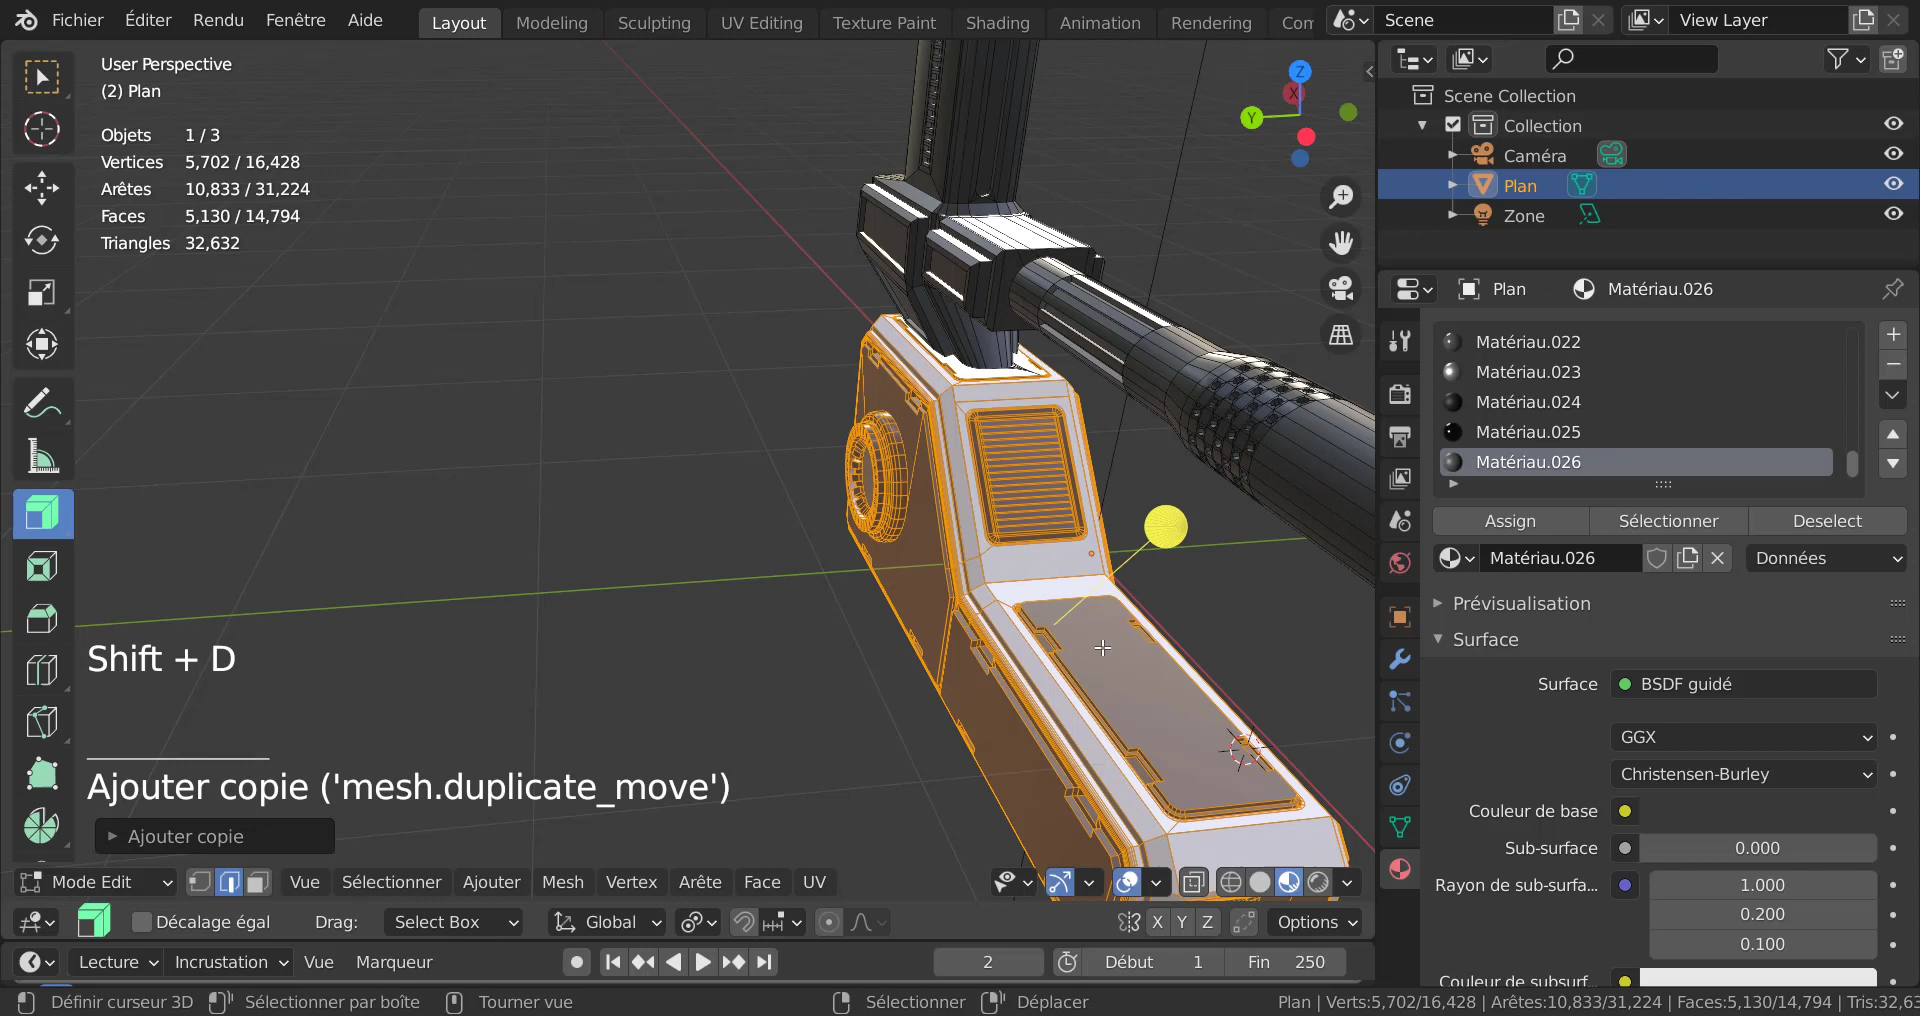 Fichier Éditer Rendu Fenêtre Aide Layout Modeling Sculpting UV Editing Texture Paint Shading Animation Rendering Con Scene View Layer
User Perspective
(2) Plan
Objets 1 / 3
Vertices 5,702 / 16,428
Arêtes 10,833 / 31,224
Faces 5,130 / 14,794
Triangles 32,632
Z
X
Y
Shift + D
Ajouter copie ('mesh.duplicate_move')
Ajouter copie
Mode Edit Vue Sélectionner Ajouter Mesh Vertex Arête Face UV
Décalage égal Drag: Select Box Global X Y Z Options
Lecture Incrustation Vue Marqueur 2 Début 1 Fin 250
Définir curseur 3D Sélectionner par boîte Tourner vue Sélectionner Déplacer Plan | Verts:5,702/16,428 | Arêtes:10,833/31,224 | Faces:5,130/14,794 | Tris:32,63
Scene Collection
Collection
Caméra
Plan
Zone
Plan Matériau.026
Matériau.022
Matériau.023
Matériau.024
Matériau.025
Matériau.026
Assign Sélectionner Deselect
Matériau.026 Données
Prévisualisation
Surface
Surface BSDF guidé
GGX
Christensen-Burley
Couleur de base
Sub-surface 0.000
Rayon de sub-surfa... 1.000
0.200
0.100
Couleur de subsurf...